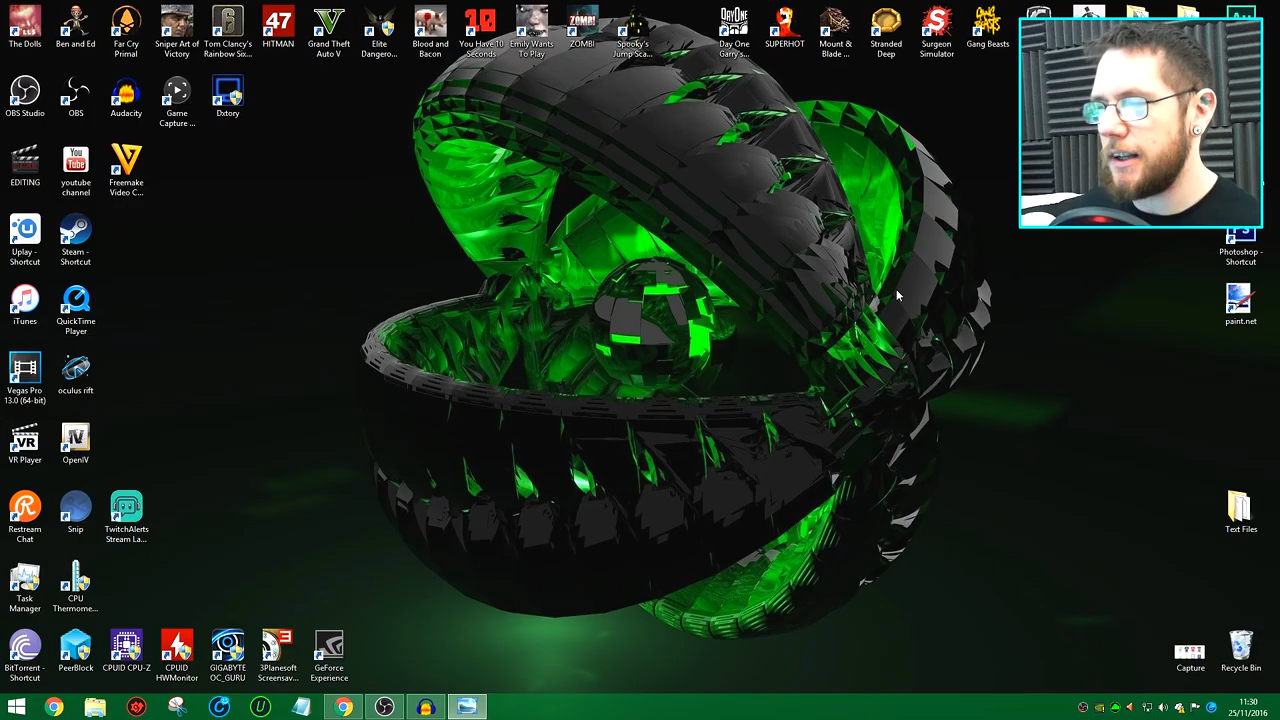 The Dolls
Ben and Ed
Far Cry
Primal
Sniper Art of
Victory
Tom Clancy's
Rainbow Six...
HITMAN
Grand Theft
Auto V
Elite
Dangero...
Blood and
Bacon
You Have 10
Seconds
Emily Wants
To Play
ZOMBI
Spooky's
Jump Sca...
Day One
Garry's...
SUPERHOT
Mount &
Blade ...
Stranded
Deep
Surgeon
Simulator
Gang Beasts
OBS Studio
OBS
Audacity
Game
Capture ...
Dxtory
EDITING
youtube
channel
Freemake
Video C...
Uplay -
Shortcut
Steam -
Shortcut
Photoshop -
Shortcut
iTunes
QuickTime
Player
paint.net
Vegas Pro
13.0 (64-bit)
oculus rift
VR Player
OpenIV
Restream
Chat
Snip
TwitchAlerts
Stream La...
Text Files
Task
Manager
CPU
Thermome...
BitTorrent -
Shortcut
PeerBlock
CPUID CPU-Z
CPUID
HWMonitor
GIGABYTE
OC_GURU
3Planesoft
Screensav...
GeForce
Experience
Capture
Recycle Bin
11:30
25/11/2016